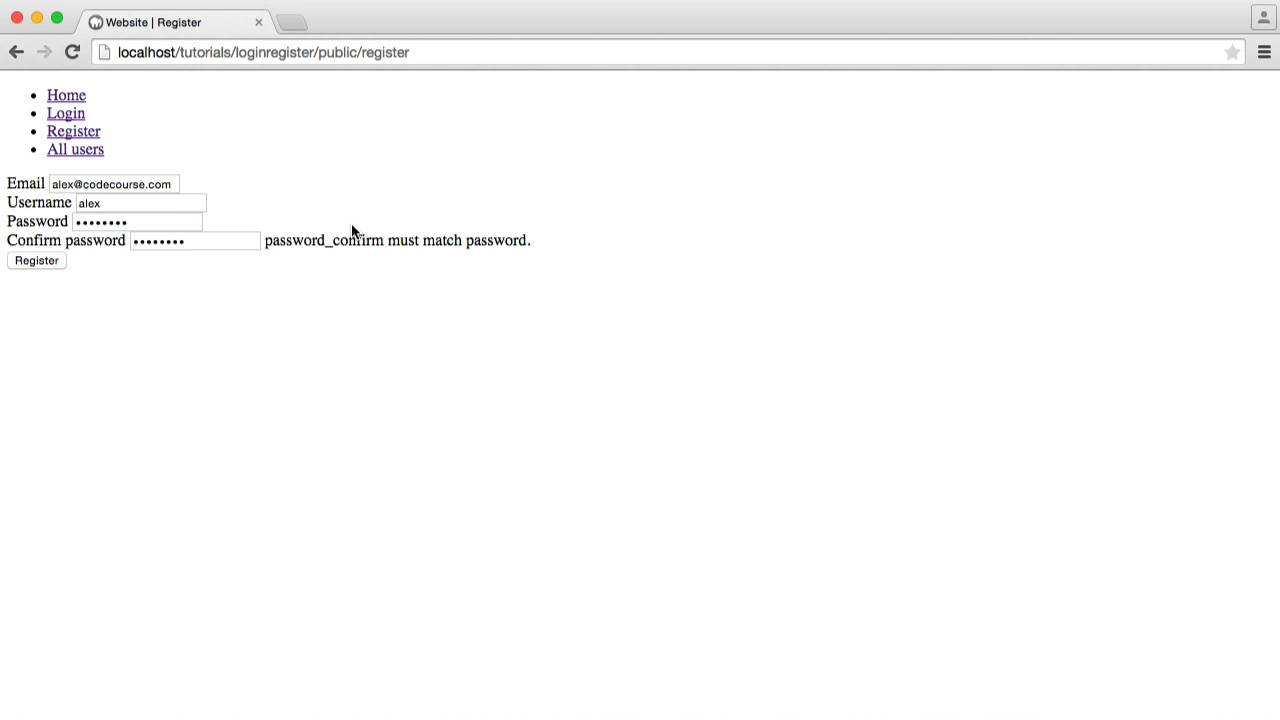 Website | Register
localhost/tutorials/loginregister/public/register
Home
Login
Register
All users
Email alex@codecourse.com
Username alex
Password ••••••••
Confirm password •••••••• password_confirm must match password.
Register